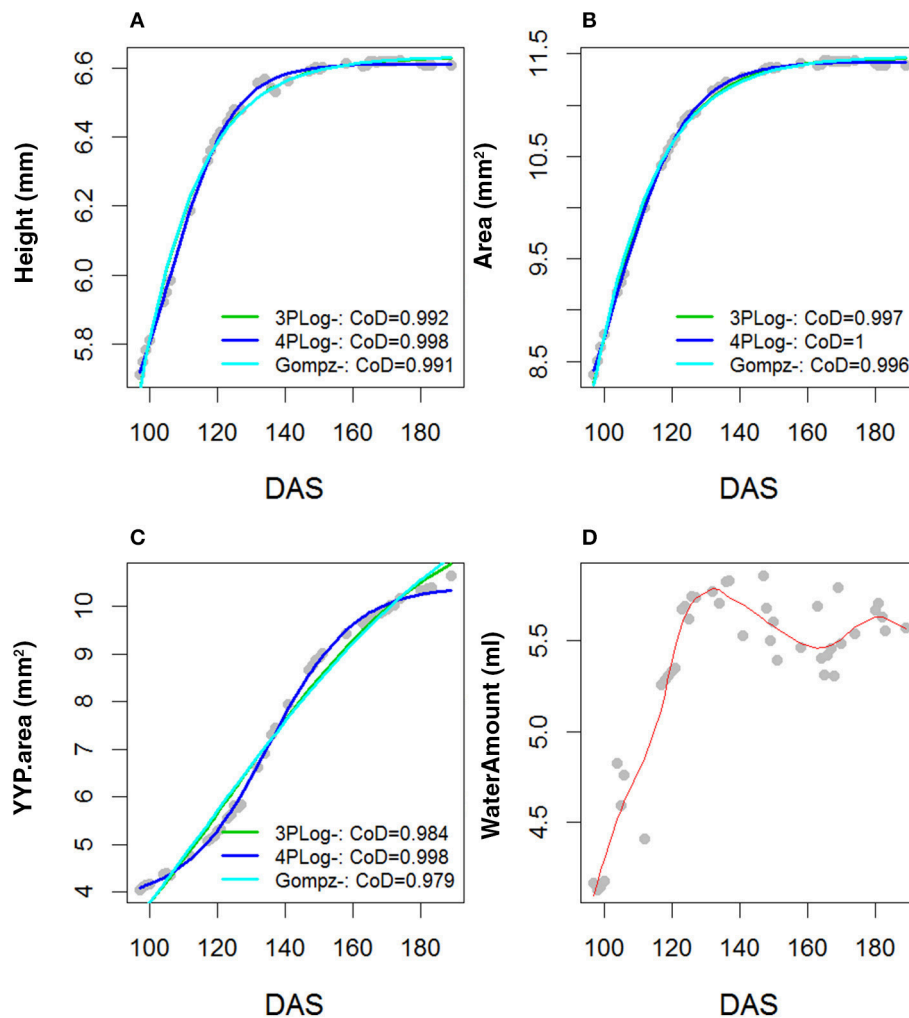 A
Height (mm)
6.6
6.4
6.2
6.0
5.8
3PLog-: CoD=0.992
4PLog-: CoD=0.998
Gompz-: CoD=0.991
100 120 140 160 180
DAS
B
Area (mm²)
11.5
10.5
9.5
8.5
3PLog-: CoD=0.997
4PLog-: CoD=1
Gompz-: CoD=0.996
100 120 140 160 180
DAS
C
YYP.area (mm²)
10
9
8
7
6
5
4
3PLog-: CoD=0.984
4PLog-: CoD=0.998
Gompz-: CoD=0.979
100 120 140 160 180
DAS
D
WaterAmount (ml)
5.5
5.0
4.5
100 120 140 160 180
DAS